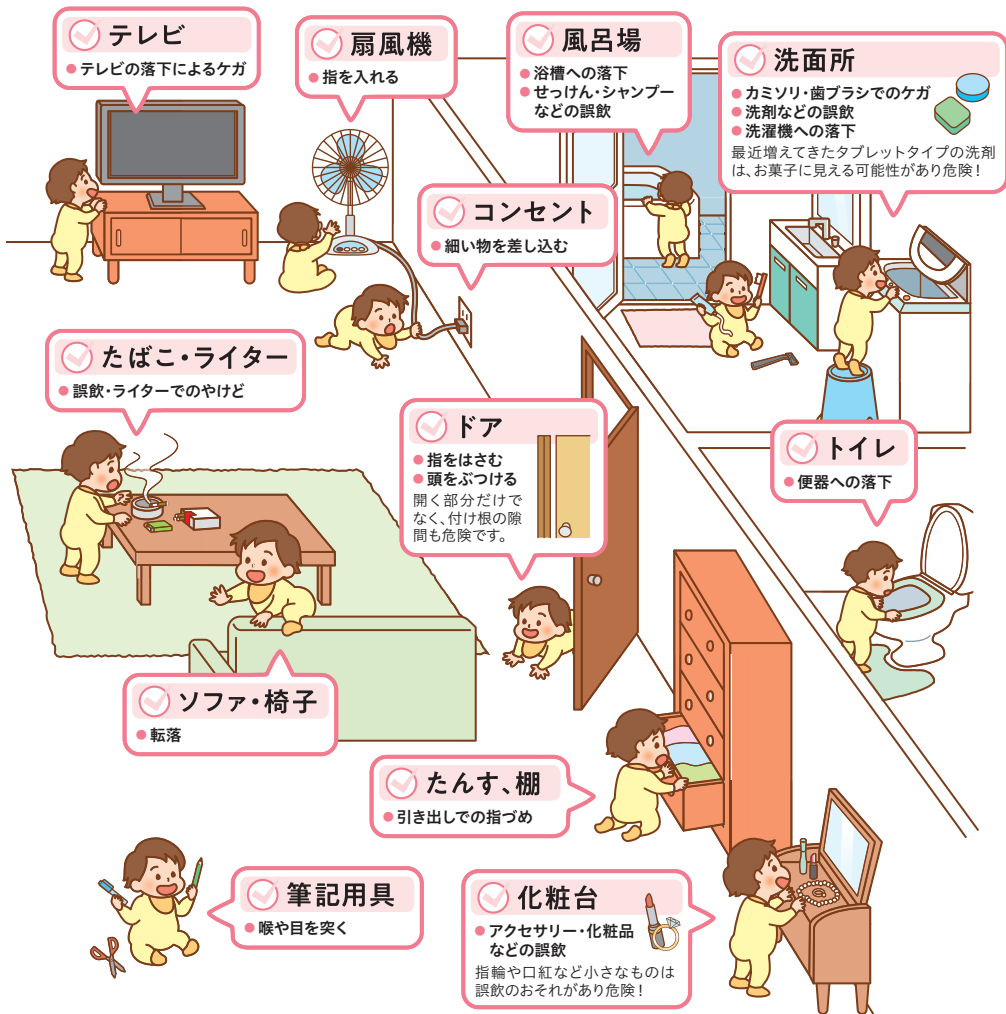 テレビ
●テレビの落下によるケガ
扇風機
●指を入れる
風呂場
●浴槽への落下
●せっけん・シャンプー
などの誤飲
洗面所
●カミソリ・歯ブラシでのケガ
●洗剤などの誤飲
●洗濯機への落下
最近増えてきたタブレットタイプの洗剤
は、お菓子に見える可能性があり危険！
コンセント
●細い物を差し込む
たばこ・ライター
●誤飲・ライターでのやけど
ドア
●指をはさむ
●頭をぶつける
開く部分だけで
なく、付け根の隙
間も危険です。
トイレ
●便器への落下
ソファ・椅子
●転落
たんす、棚
●引き出しでの指づめ
筆記用具
●喉や目を突く
化粧台
●アクセサリー・化粧品
などの誤飲
指輪や口紅など小さなものは
誤飲のおそれがあり危険！